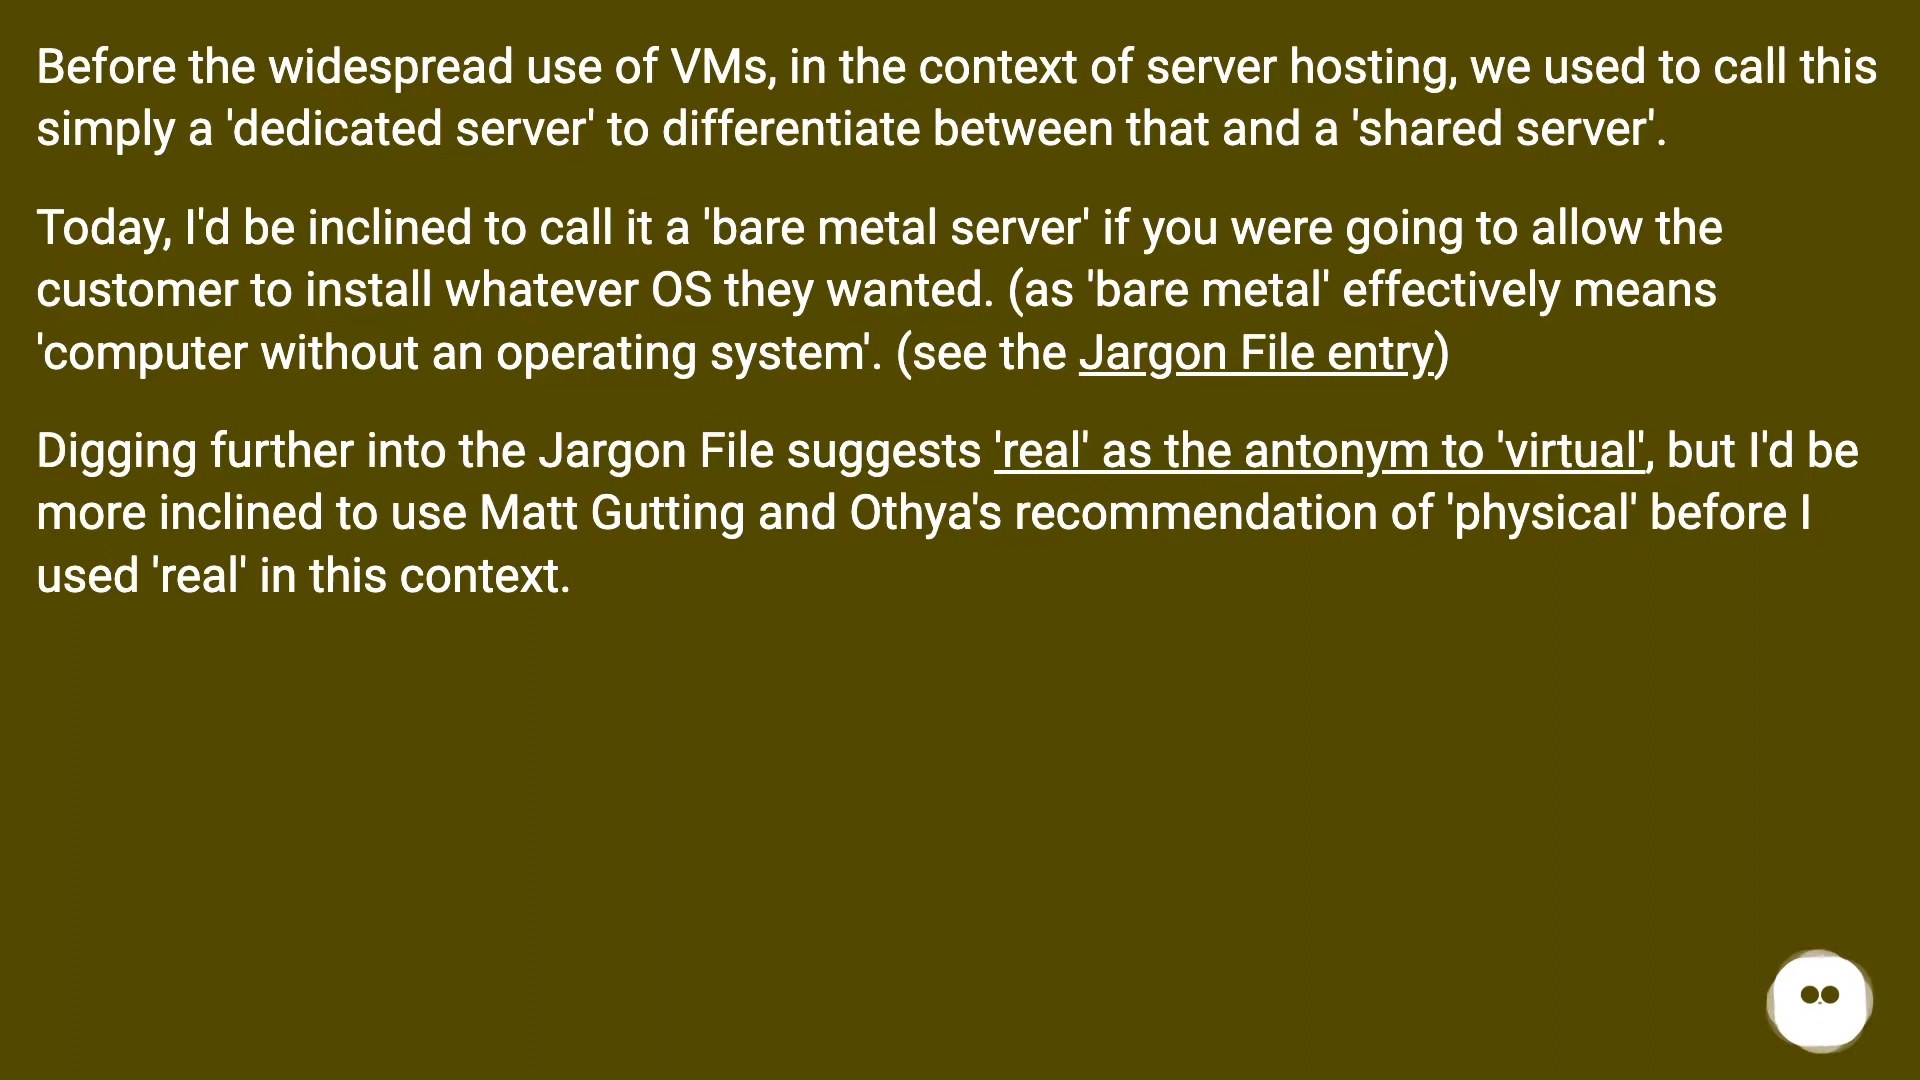 Before the widespread use of VMs, in the context of server hosting, we used to call this
simply a 'dedicated server' to differentiate between that and a 'shared server'.
Today, I'd be inclined to call it a 'bare metal server' if you were going to allow the
customer to install whatever OS they wanted. (as 'bare metal' effectively means
'computer without an operating system'. (see the Jargon File entry)
Digging further into the Jargon File suggests 'real' as the antonym to 'virtual', but I'd be
more inclined to use Matt Gutting and Othya's recommendation of 'physical' before I
used 'real' in this context.